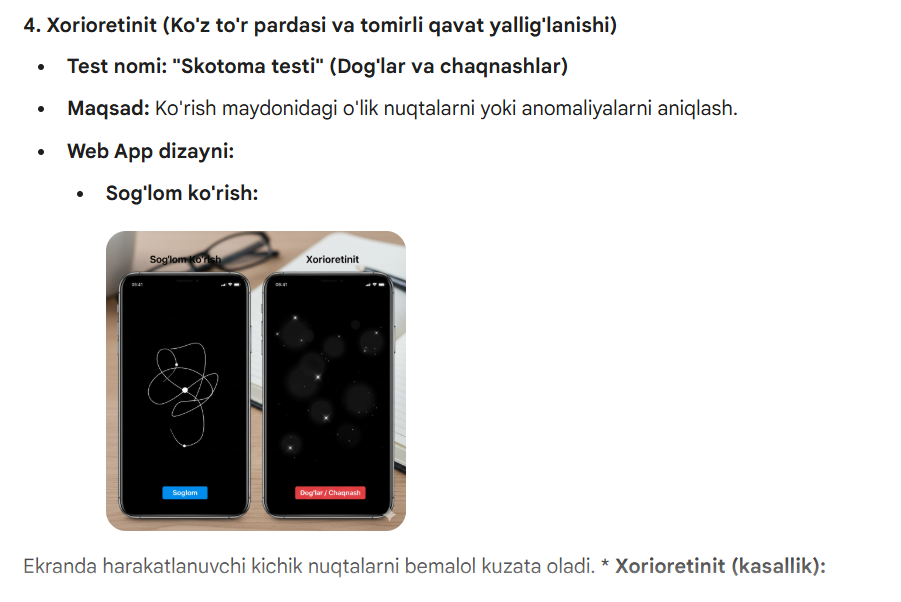 4. Xorioretinit (Ko'z to'r pardasi va tomirli qavat yallig'lanishi)
• Test nomi: "Skotoma testi" (Dog'lar va chaqnashlar)
• Maqsad: Ko'rish maydonidagi o'lik nuqtalarni yoki anomaliyalarni aniqlash.
• Web App dizayni:
• Sog'lom ko'rish:
Sog'lom Ko'rish
Xorioretinit
09:41
09:41
Soglom
Dog'lar / Chaqnash
Ekranda harakatlanuvchi kichik nuqtalarni bemalol kuzata oladi. * Xorioretinit (kasallik):